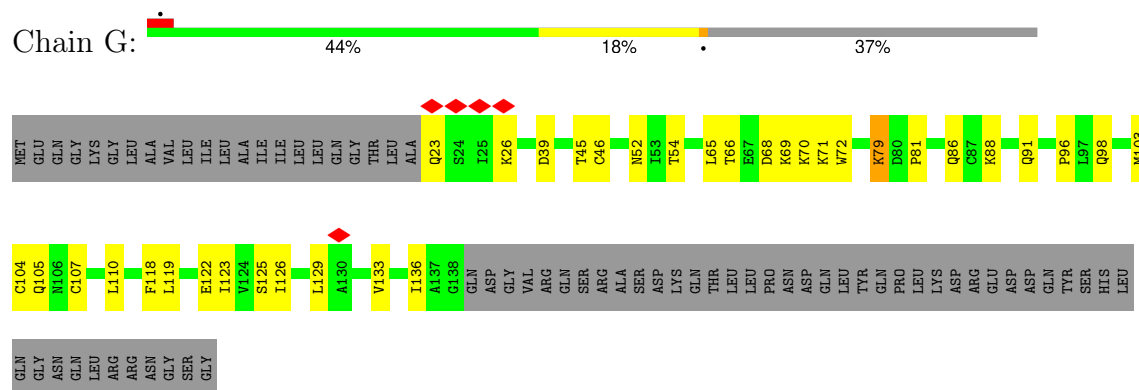 •
Chain G:
44% 18% • 37%
MET GLU GLN GLY LYS GLY LEU ALA VAL LEU ILE LEU ALA ILE ILE LEU LEU GLN GLY THR LEU ALA Q23 S24 I25 K26 D39 T45 C46 N52 I53 T54 L65 T66 E67 D68 K69 K70 K71 W72 K79 D80 P81 Q86 C87 K88 Q91 P96 L97 Q98 M103
C104 Q105 N106 C107 L110 F118 L119 E122 I123 V124 S125 I126 L129 A130 V133 I136 A137 G138 GLN ASP GLY VAL ARG GLN SER ARG ALA SER ASP LYS GLN THR LEU LEU PRO ASN ASP GLN LEU TYR GLN PRO LEU LYS ASP ARG GLU ASP ASP GLN TYR SER HIS LEU
GLN GLY ASN GLN LEU ARG ARG ASN GLY SER GLY